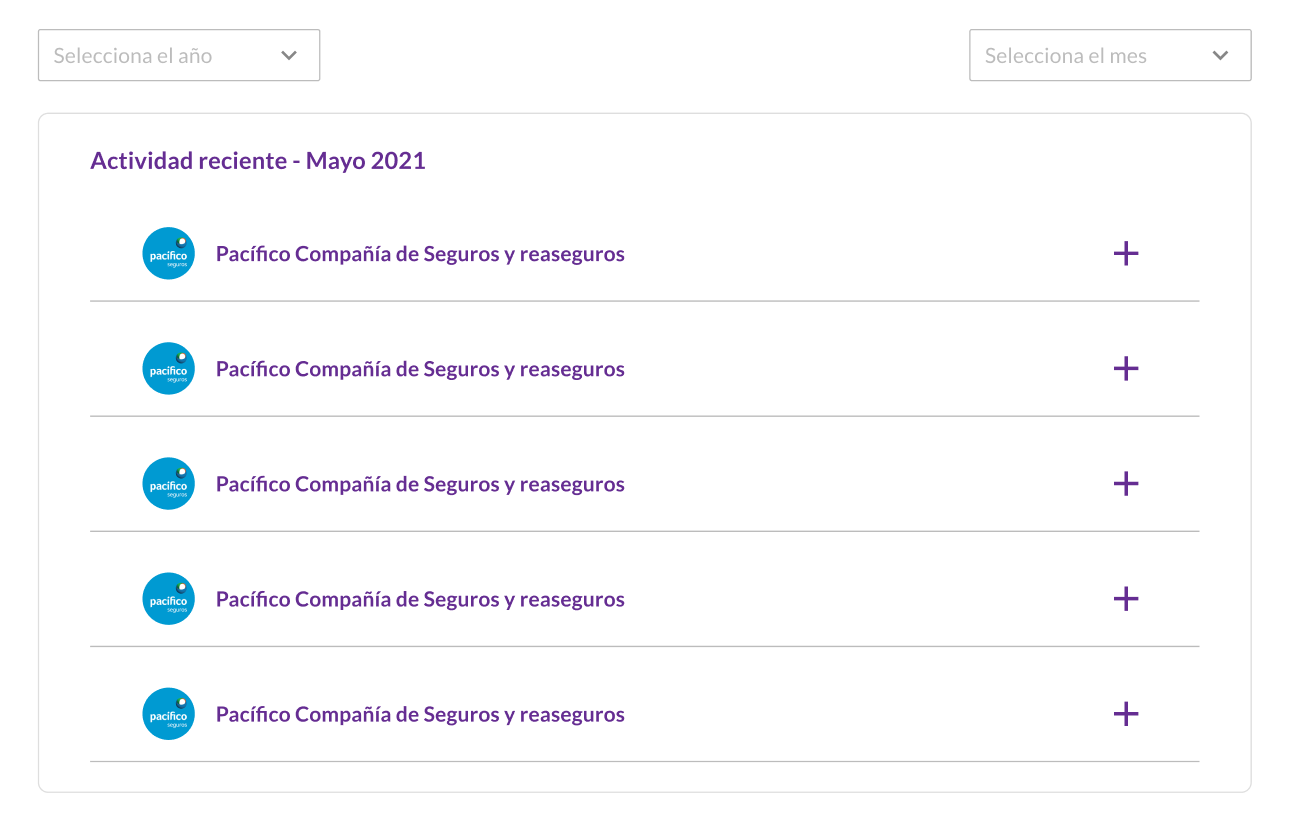 Selecciona el año
Selecciona el mes
Actividad reciente - Mayo 2021
pacífico
seguros
Pacífico Compañía de Seguros y reaseguros
pacífico
seguros
Pacífico Compañía de Seguros y reaseguros
pacífico
seguros
Pacífico Compañía de Seguros y reaseguros
pacífico
seguros
Pacífico Compañía de Seguros y reaseguros
pacífico
seguros
Pacífico Compañía de Seguros y reaseguros